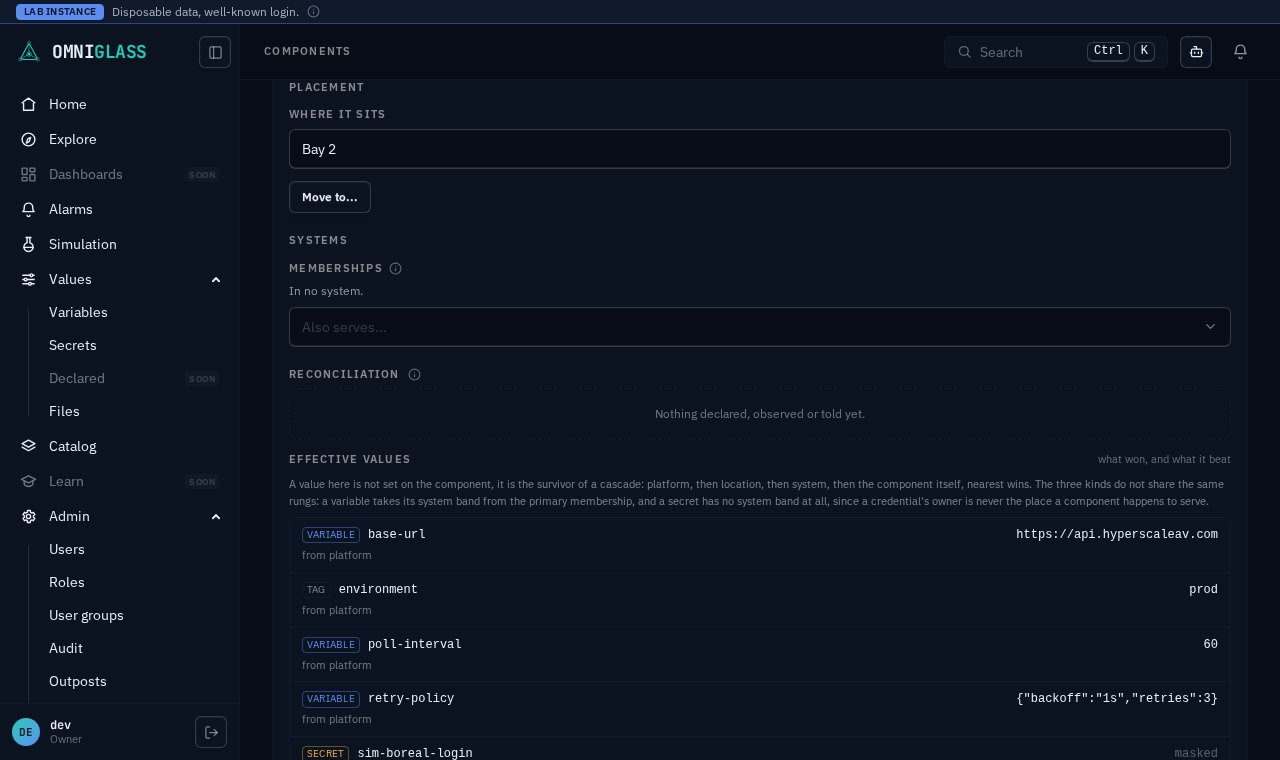 LAB INSTANCE Disposable data, well-known login.
OMNIGLASS
COMPONENTS
Search Ctrl K
Home
Explore
Dashboards SOON
Alarms
Simulation
Values
Variables
Secrets
Declared SOON
Files
Catalog
Learn SOON
Admin
Users
Roles
User groups
Audit
Outposts
DE dev
Owner
PLACEMENT
WHERE IT SITS
Bay 2
Move to...
SYSTEMS
MEMBERSHIPS
In no system.
Also serves...
RECONCILIATION
Nothing declared, observed or told yet.
EFFECTIVE VALUES what won, and what it beat
A value here is not set on the component, it is the survivor of a cascade: platform, then location, then system, then the component itself, nearest wins. The three kinds do not share the same
rungs: a variable takes its system band from the primary membership, and a secret has no system band at all, since a credential's owner is never the place a component happens to serve.
VARIABLE base-url https://api.hyperscaleav.com
from platform
TAG environment prod
from platform
VARIABLE poll-interval 60
from platform
VARIABLE retry-policy {"backoff":"1s","retries":3}
from platform
SECRET sim-boreal-login masked